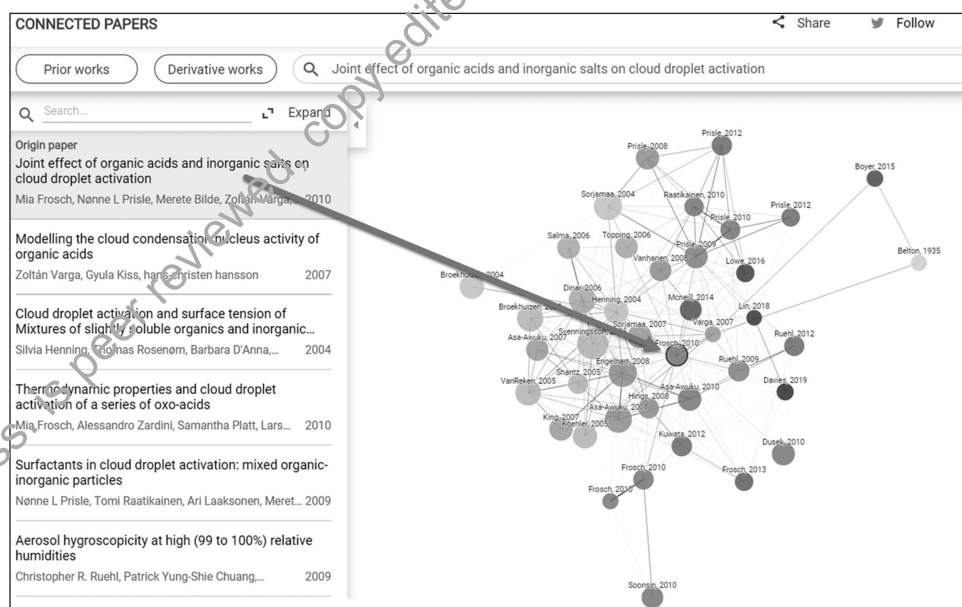 CONNECTED PAPERS
Share
Follow
Prior works
Derivative works
Joint effect of organic acids and inorganic salts on cloud droplet activation
Search...
Expand
Origin paper
Joint effect of organic acids and inorganic salts on
cloud droplet activation
Mia Frosch, Nønne L Prisle, Merete Bilde, Zoltán Varga,... 2010
Modelling the cloud condensation nucleus activity of
organic acids
Zoltán Varga, Gyula Kiss, hans-christen hansson 2007
Cloud droplet activation and surface tension of
Mixtures of slightly soluble organics and inorganic...
Silvia Henning, Thomas Rosenørn, Barbara D'Anna,... 2004
Thermodynamic properties and cloud droplet
activation of a series of oxo-acids
Mia Frosch, Alessandro Zardini, Samantha Platt, Lars... 2010
Surfactants in cloud droplet activation: mixed organic-
inorganic particles
Nønne L Prisle, Tomi Raatikainen, Ari Laaksonen, Meret... 2009
Aerosol hygroscopicity at high (99 to 100%) relative
humidities
Christopher R. Ruehl, Patrick Yung-Shie Chuang,... 2009
Prisle, 2012
Prisle, 2008
Boyer, 2015
Sorjamaa, 2004
Raatikainen, 2010
Prisle, 2012
Prisle, 2010
Salma, 2006
Topping, 2006
Prisle, 2009
Belton, 1935
Vanhanen, 2008
Lowe, 2016
Broekhuizen, 2004
Dinar, 2006
Henning, 2004
Mcneill, 2014
Broekhuizen,
Lin, 2018
Svenningsson,
Sorjamaa, 2007
Varga, 2007
Asa-Awuku, 2007
Frosch, 2010
Ruehl, 2012
Engelhart, 2008
Ruehl, 2009
Shantz, 2005
VanReken, 2005
Asa-Awuku, 2010
Davies, 2019
Hings, 2008
Asa-Awuku, 2008
King, 2007
Koehler, 2005
Kuwata, 2012
Dusek, 2010
Frosch, 2010
Frosch, 2013
Frosch, 2010
Soonsin, 2010
is peer reviewed, copy edite